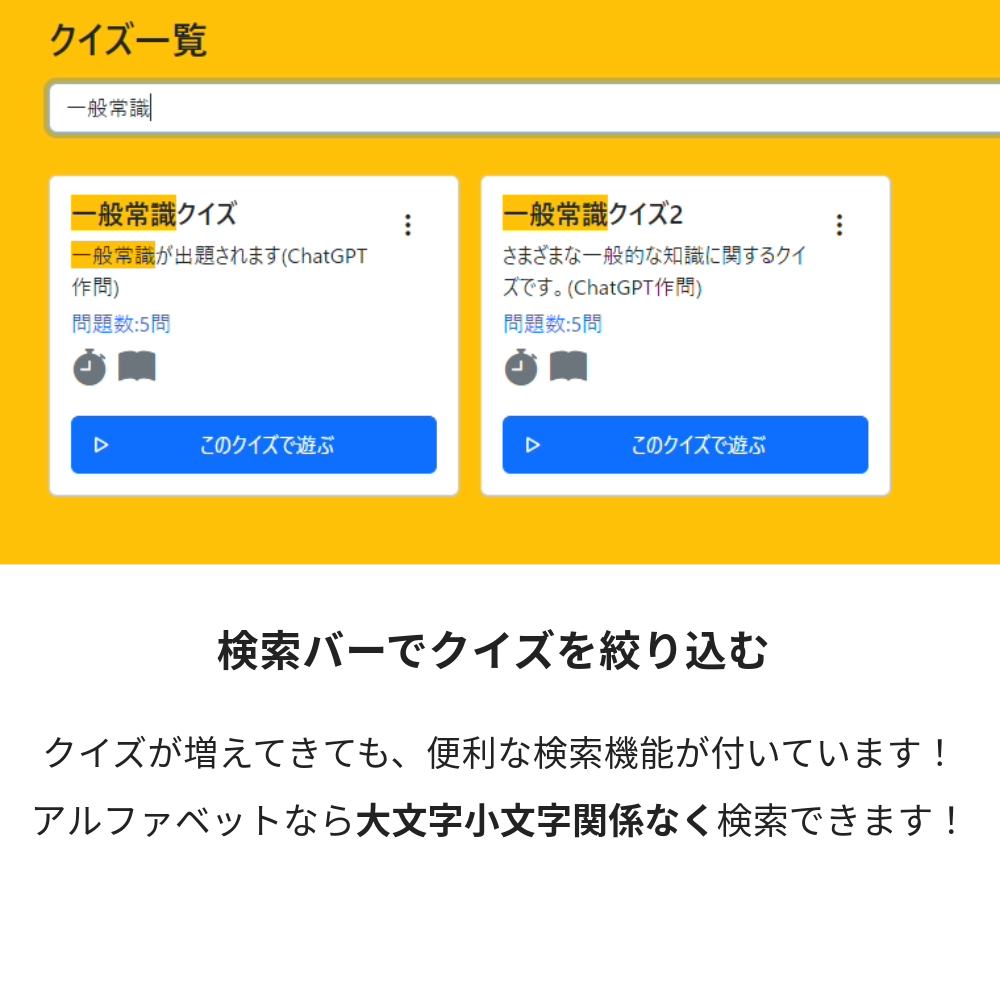 クイズ一覧
一般常識
一般常識クイズ
一般常識が出題されます(ChatGPT
作問)
問題数:5問
このクイズで遊ぶ
一般常識クイズ2
さまざまな一般的な知識に関するクイ
ズです。(ChatGPT作問)
問題数:5問
このクイズで遊ぶ
検索バーでクイズを絞り込む
クイズが増えてきても、便利な検索機能が付いています！
アルファベットなら大文字小文字関係なく検索できます！